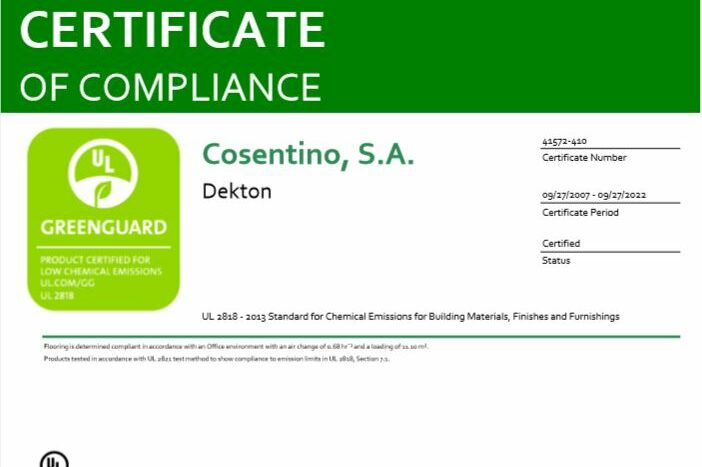 CERTIFICATE
OF COMPLIANCE
UL
GREENGUARD
PRODUCT CERTIFIED FOR
LOW CHEMICAL EMISSIONS
UL.COM/GG
UL 2818
Cosentino, S.A.
Dekton
41572-410
Certificate Number
09/27/2007 - 09/27/2022
Certificate Period
Certified
Status
UL 2818 - 2013 Standard for Chemical Emissions for Building Materials, Finishes and Furnishings
Flooring is determined compliant in accordance with an Office environment with an air change of 0.68 hr⁻¹ and a loading of 11.10 m².
Products tested in accordance with UL 2821 test method to show compliance to emission limits in UL 2818, Section 7.1.
UL